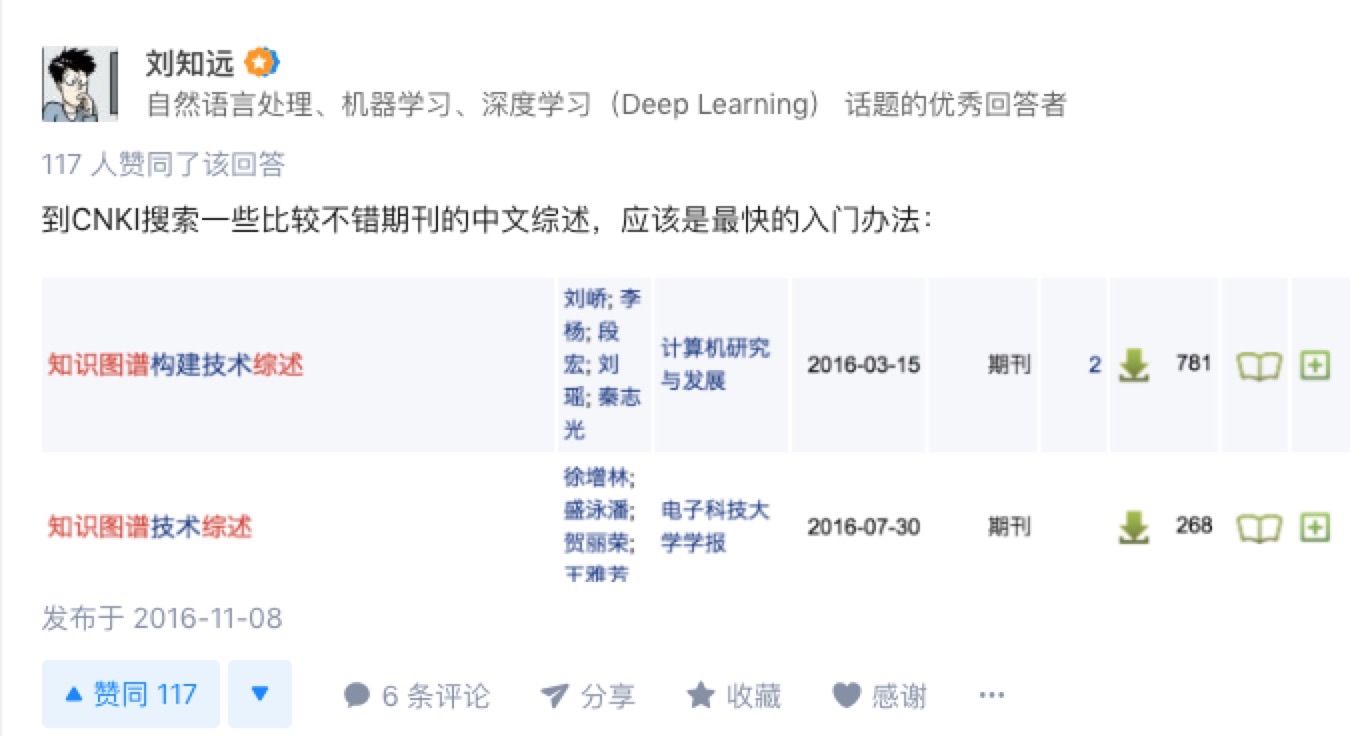 刘知远
自然语言处理、机器学习、深度学习（Deep Learning） 话题的优秀回答者
117 人赞同了该回答
到CNKI搜索一些比较不错期刊的中文综述，应该是最快的入门办法：
知识图谱构建技术综述
刘峤; 李
杨; 段
宏; 刘
瑶; 秦志
光
计算机研究
与发展
2016-03-15
期刊
2
781
知识图谱技术综述
徐增林;
盛泳潘;
贺丽荣;
王雅芳
电子科技大
学学报
2016-07-30
期刊
268
发布于 2016-11-08
赞同 117
6 条评论
分享
收藏
感谢